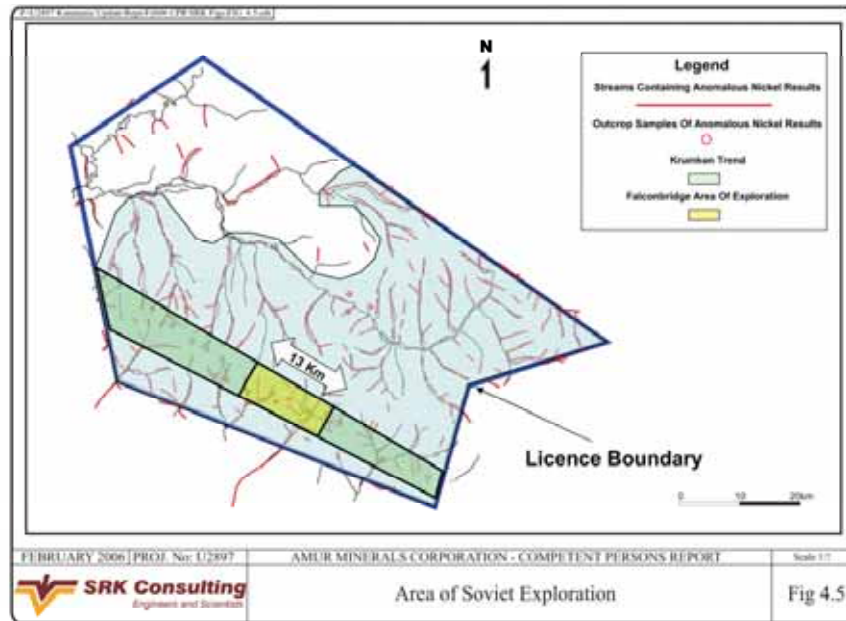 N
1
Legend
Streams Containing Anomalous Nickel Results
Outcrop Samples Of Anomalous Nickel Results
Krumkon Trend
Falconbridge Area Of Exploration
13 Km
Licence Boundary
0 10 20km
FEBRUARY 2006 PROJ. No: U2897 AMUR MINERALS CORPORATION - COMPETENT PERSONS REPORT
SRK Consulting
Engineers and Scientists
Area of Soviet Exploration
Fig 4.5